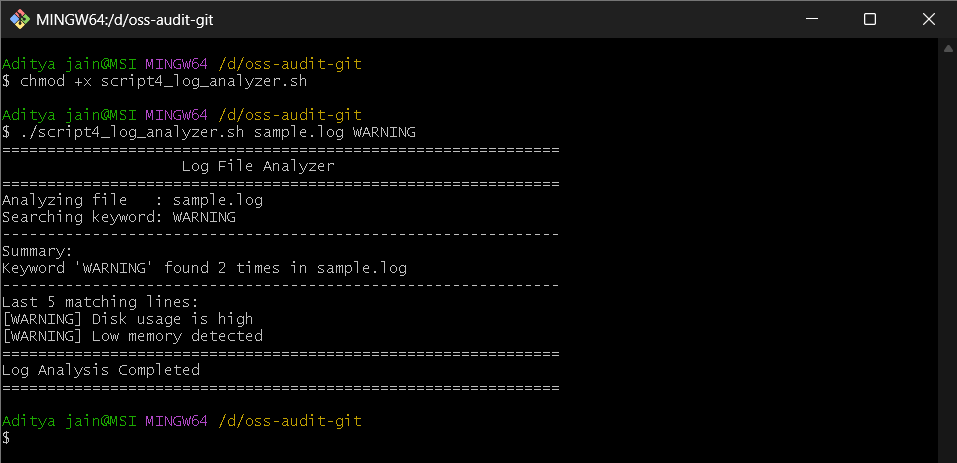 MINGW64:/d/oss-audit-git
Aditya jain@MSI MINGW64 /d/oss-audit-git
$ chmod +x script4_log_analyzer.sh
Aditya jain@MSI MINGW64 /d/oss-audit-git
$ ./script4_log_analyzer.sh sample.log WARNING
==============================================================
                    Log File Analyzer
==============================================================
Analyzing file   : sample.log
Searching keyword: WARNING
--------------------------------------------------------------
Summary:
Keyword 'WARNING' found 2 times in sample.log
--------------------------------------------------------------
Last 5 matching lines:
[WARNING] Disk usage is high
[WARNING] Low memory detected
==============================================================
Log Analysis Completed
==============================================================
Aditya jain@MSI MINGW64 /d/oss-audit-git
$